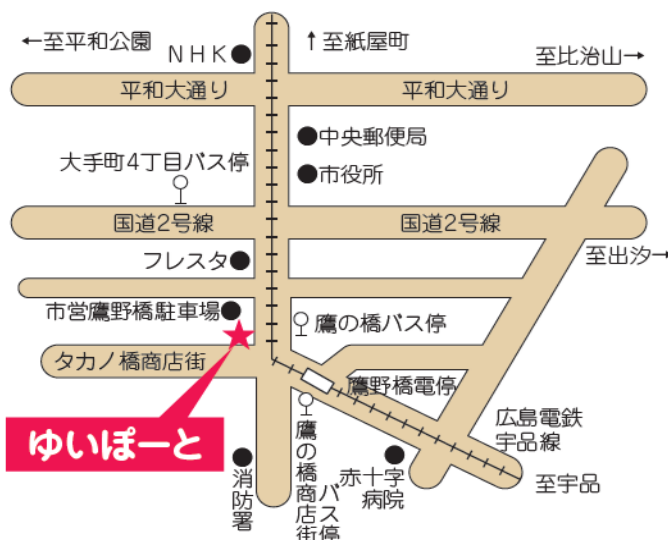 ←至平和公園
NHK
↑至紙屋町
至比治山→
平和大通り
平和大通り
中央郵便局
大手町4丁目バス停
市役所
国道2号線
国道2号線
フレスタ
至出汐→
市営鷹野橋駐車場
鷹の橋バス停
タカノ橋商店街
鷹野橋電停
ゆいぽーと
広島電鉄
宇品線
鷹の橋商店街
バス停
消防署
赤十字
病院
至宇品